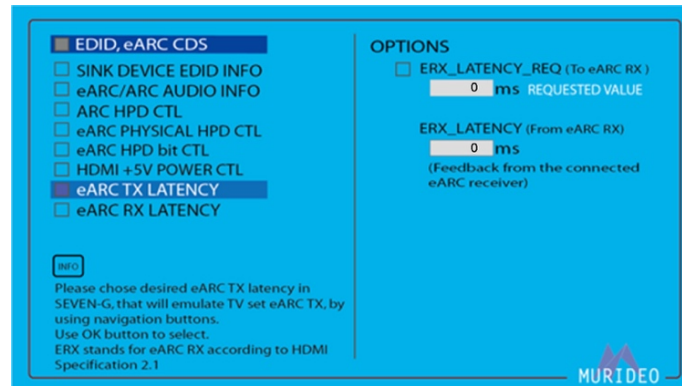 EDID, eARC CDS
SINK DEVICE EDID INFO
eARC/ARC AUDIO INFO
ARC HPD CTL
eARC PHYSICAL HPD CTL
eARC HPD bit CTL
HDMI +5V POWER CTL
eARC TX LATENCY
eARC RX LATENCY
INFO
Please chose desired eARC TX latency in
SEVEN-G, that will emulate TV set eARC TX, by
using navigation buttons.
Use OK button to select.
ERX stands for eARC RX according to HDMI
Specification 2.1
OPTIONS
ERX_LATENCY_REQ (To eARC RX )
0 ms REQUESTED VALUE
ERX_LATENCY (From eARC RX)
0 ms
(Feedback from the connected
eARC receiver)
MURIDEO